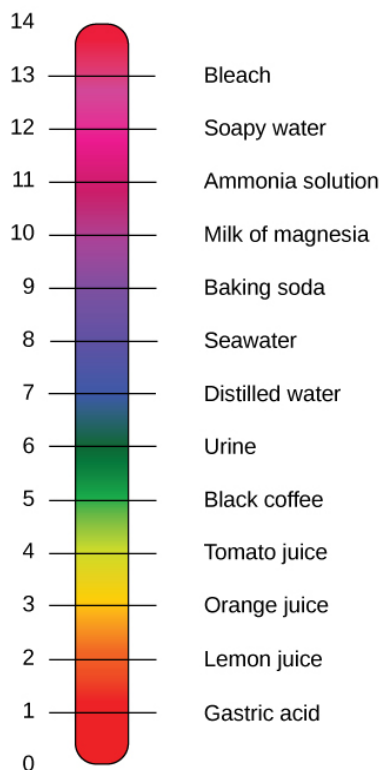 14
13 Bleach
12 Soapy water
11 Ammonia solution
10 Milk of magnesia
9 Baking soda
8 Seawater
7 Distilled water
6 Urine
5 Black coffee
4 Tomato juice
3 Orange juice
2 Lemon juice
1 Gastric acid
0